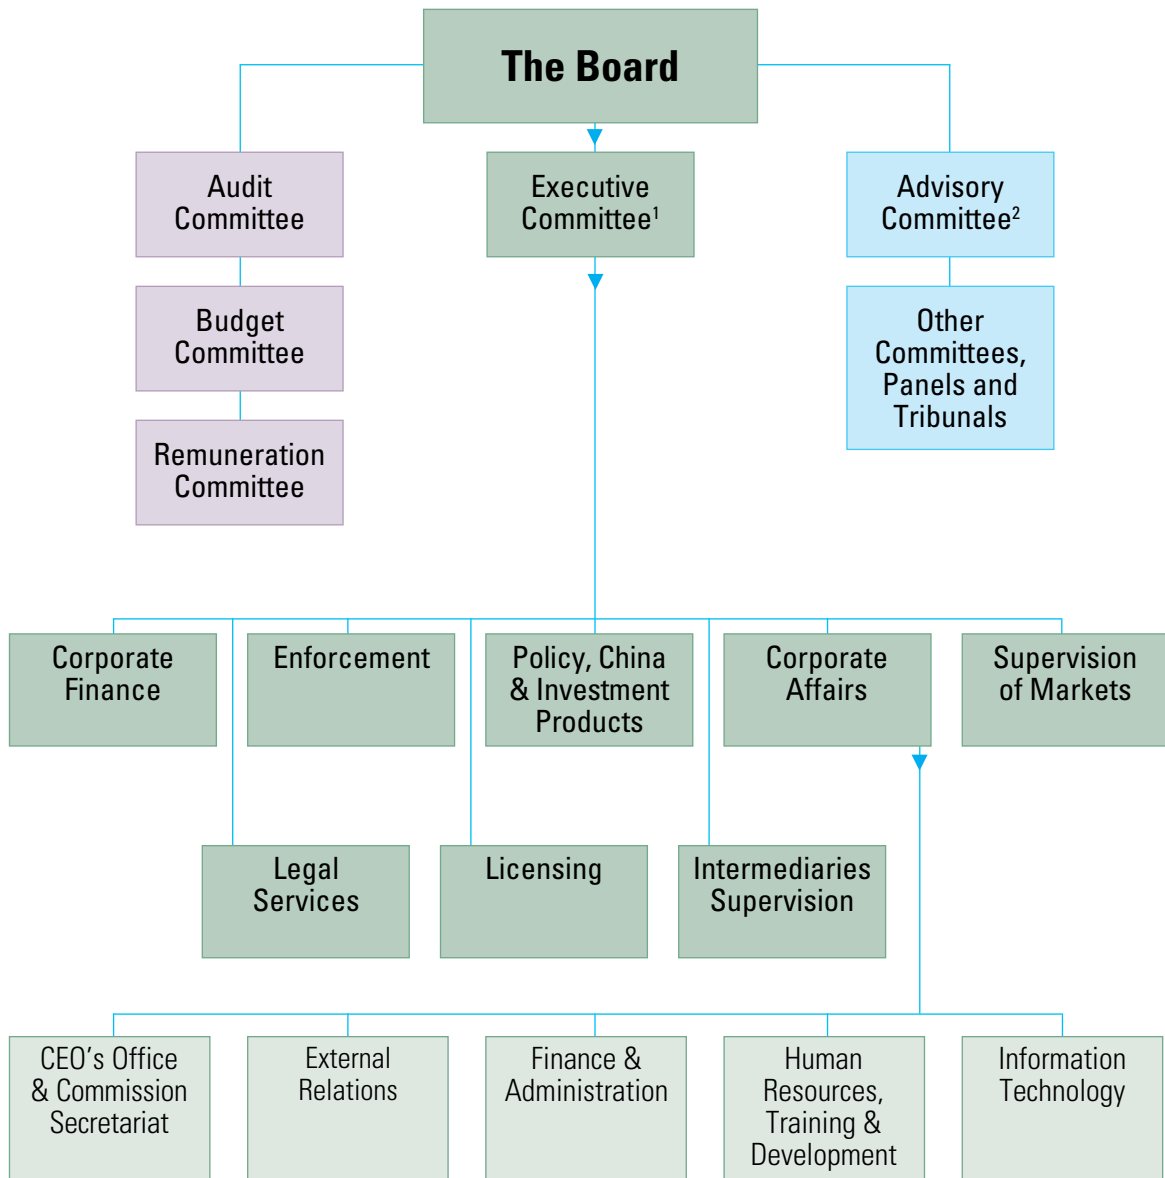 The Board
Audit
Committee
Executive
Committee¹
Advisory
Committee²
Budget
Committee
Other
Committees,
Panels and
Tribunals
Remuneration
Committee
Corporate
Finance
Enforcement
Policy, China
& Investment
Products
Corporate
Affairs
Supervision
of Markets
Legal
Services
Licensing
Intermediaries
Supervision
CEO's Office
& Commission
Secretariat
External
Relations
Finance &
Administration
Human
Resources,
Training &
Development
Information
Technology